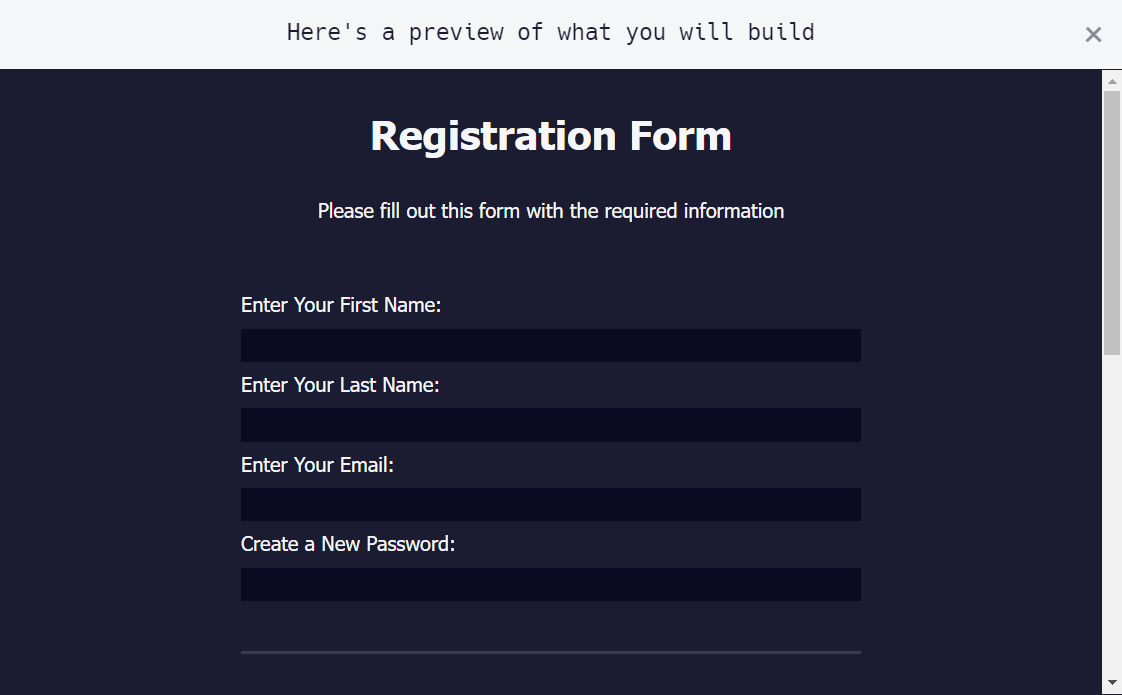 Here's a preview of what you will build
Registration Form
Please fill out this form with the required information
Enter Your First Name:
Enter Your Last Name:
Enter Your Email:
Create a New Password: